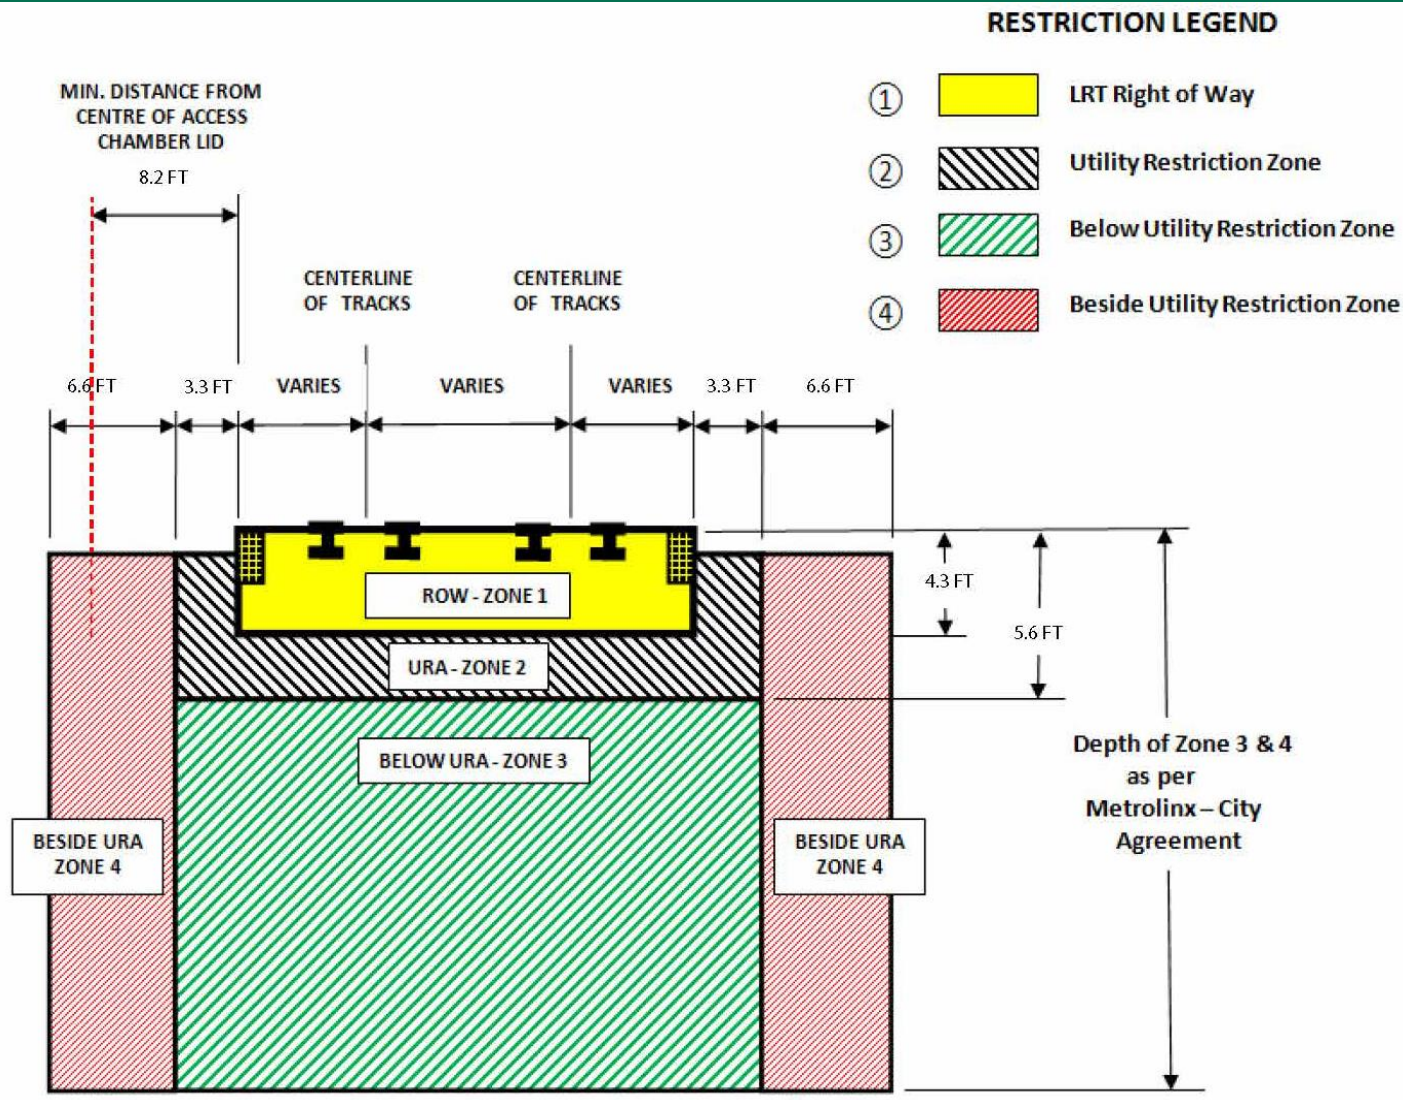 RESTRICTION LEGEND
1 LRT Right of Way
2 Utility Restriction Zone
3 Below Utility Restriction Zone
4 Beside Utility Restriction Zone
MIN. DISTANCE FROM
CENTRE OF ACCESS
CHAMBER LID
8.2 FT
CENTERLINE
OF TRACKS
CENTERLINE
OF TRACKS
6.6 FT 3.3 FT VARIES VARIES VARIES 3.3 FT 6.6 FT
4.3 FT
5.6 FT
ROW - ZONE 1
URA - ZONE 2
BELOW URA - ZONE 3
BESIDE URA
ZONE 4
BESIDE URA
ZONE 4
Depth of Zone 3 & 4
as per
Metrolinx – City
Agreement